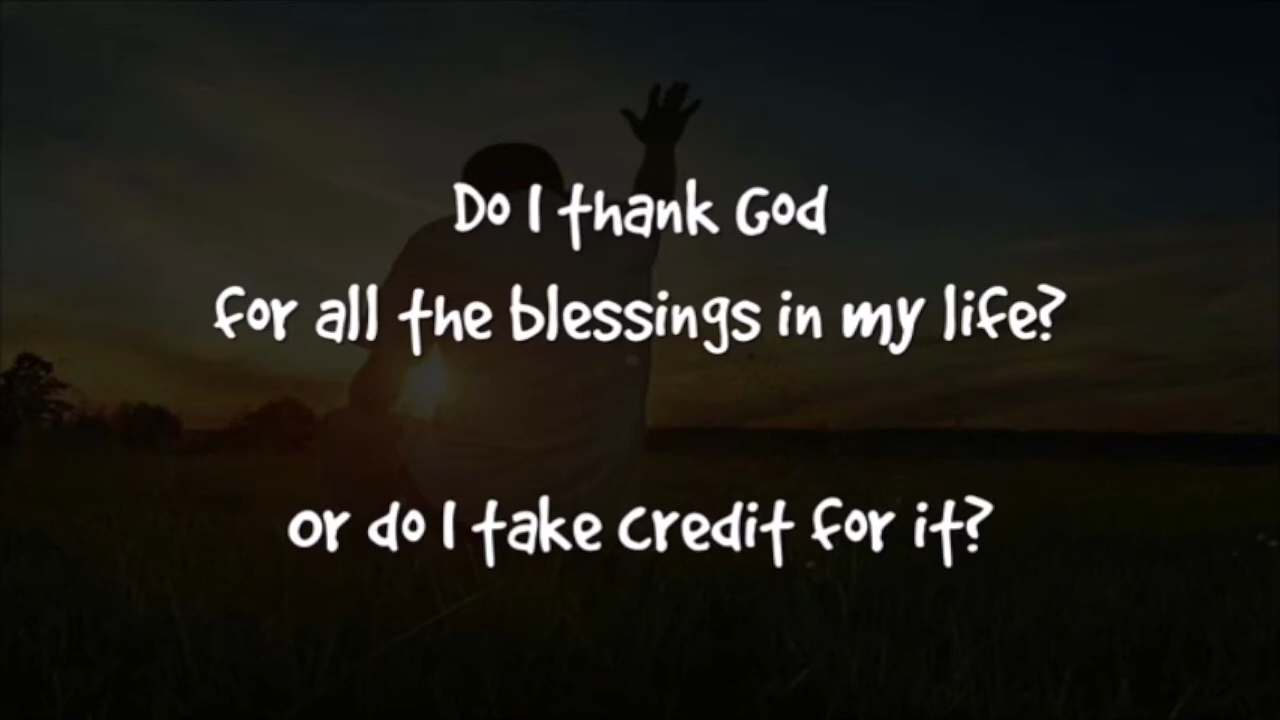 Do I thank God
for all the blessings in my life?
or do I take credit for it?